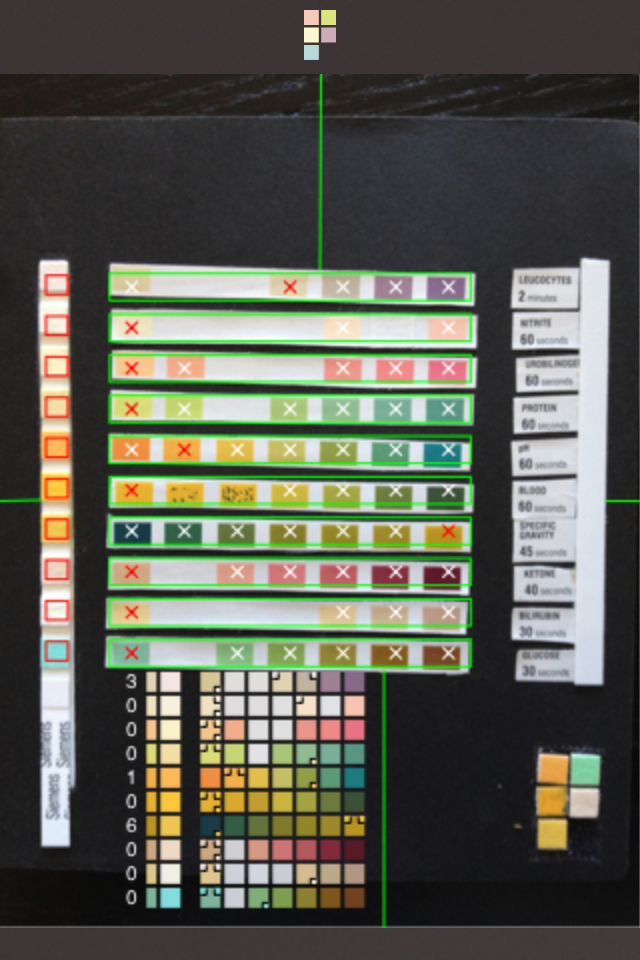 LEUCOCYTES
2 minutes
NITRITE
60 seconds
60 seconds
PROTEIN
60 seconds
pH
60 seconds
BLOOD
60 seconds
SPECIFIC
GRAVITY
45 seconds
KETONE
40 seconds
BILIRUBIN
30 seconds
GLUCOSE
30 seconds
3
0
0
0
1
0
6
0
0
0
Siemens
Siemens
Siemens